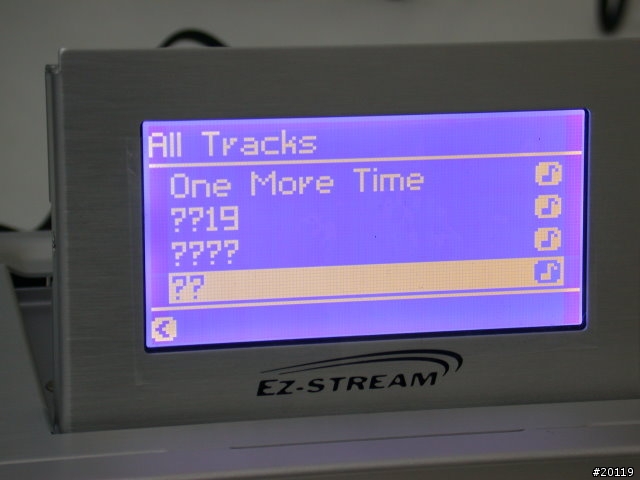 All Tracks
One More Time
??19
????
??
EZ-STREAM
#20119